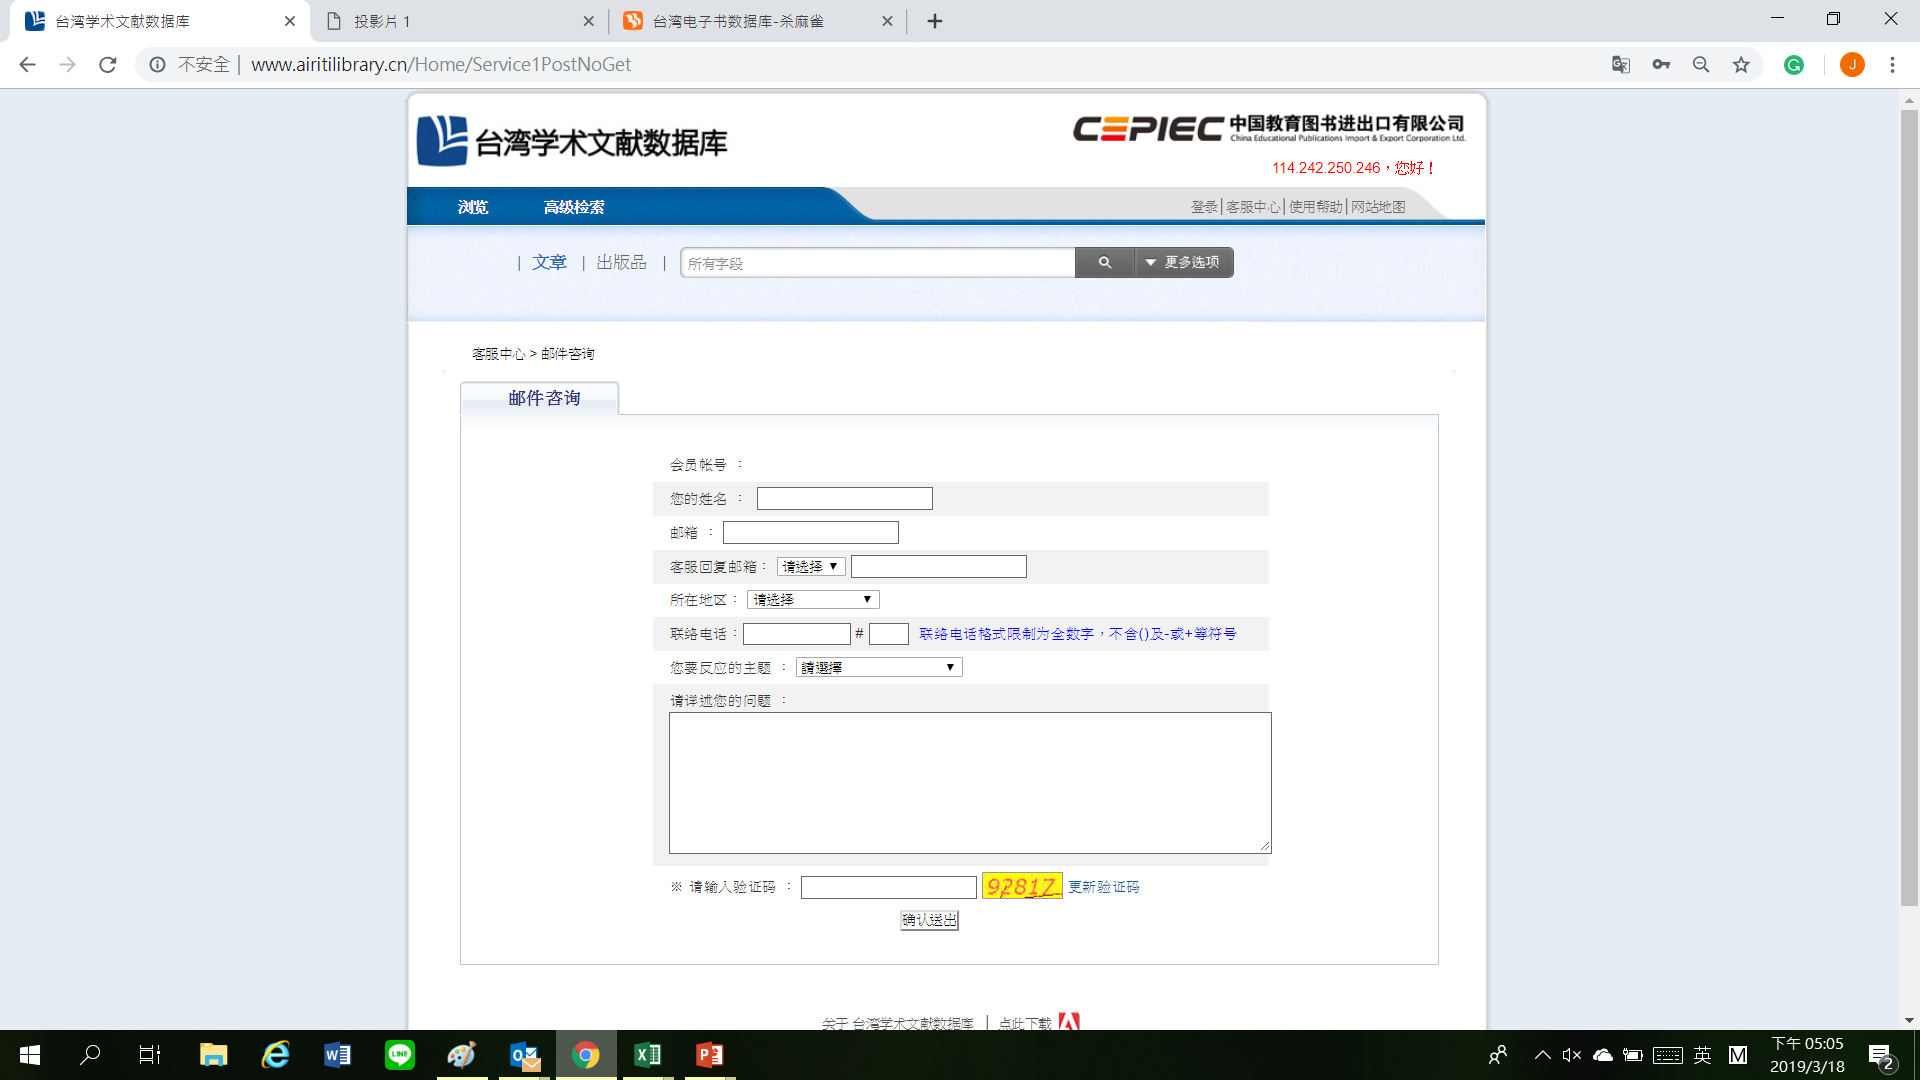 台湾学术文献数据库
投影片 1
台湾电子书数据库-杀麻雀
不安全 | www.airitilibrary.cn/Home/Service1PostNoGet
J
台湾学术文献数据库
CEPIEC 中国教育图书进出口有限公司
China Educational Publications Import & Export Corporation Ltd.
114.242.250.246，您好！
浏览 高级检索
登录|客服中心|使用帮助|网站地图
| 文章 | 出版品 | 所有字段 更多选项
客服中心 > 邮件咨询
邮件咨询
会员帐号 ：
您的姓名 ：
邮箱 ：
客服回复邮箱： 请选择
所在地区： 请选择
联络电话： # 联络电话格式限制为全数字，不含()及-或+等符号
您要反应的主题 ： 請選擇
请详述您的问题 ：
※ 请输入验证码 ： 92817 更新验证码
确认送出
关于 台湾学术文献数据库 | 点此下载
LINE
英 M
下午 05:05
2019/3/18
2